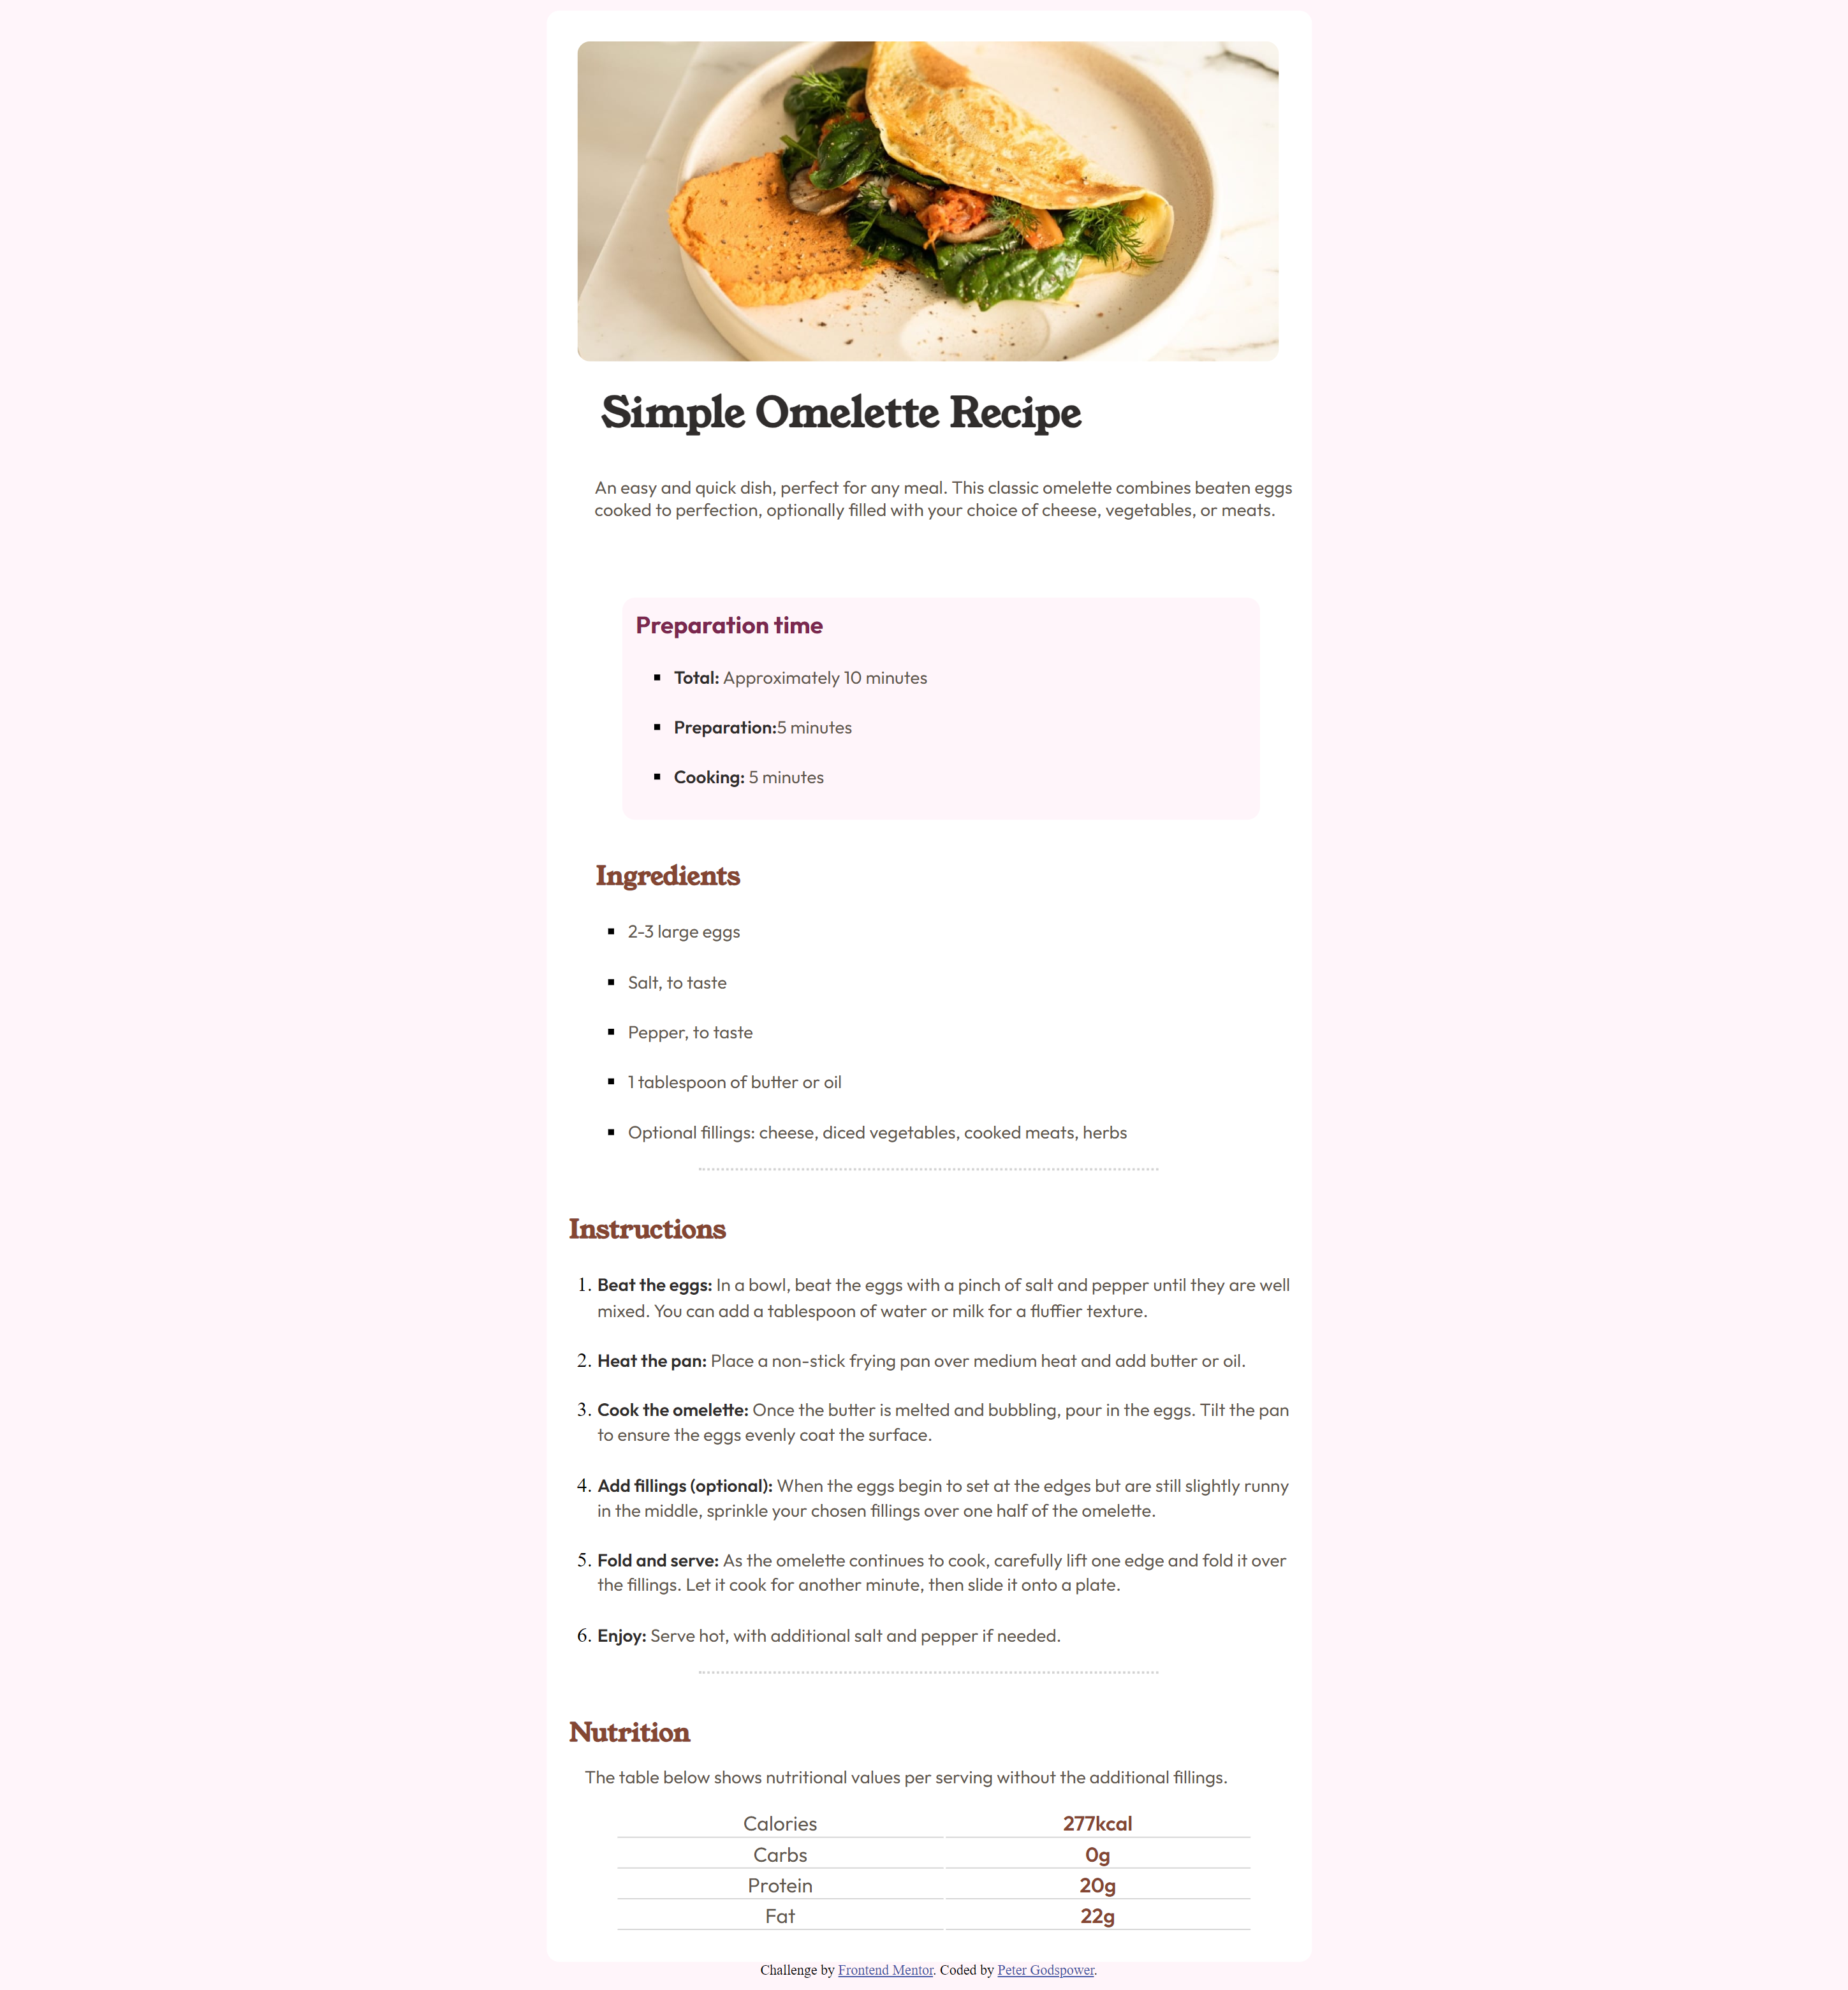 Simple Omelette Recipe
An easy and quick dish, perfect for any meal. This classic omelette combines beaten eggs
cooked to perfection, optionally filled with your choice of cheese, vegetables, or meats.
Preparation time
▪ Total: Approximately 10 minutes
▪ Preparation:5 minutes
▪ Cooking: 5 minutes
Ingredients
▪ 2-3 large eggs
▪ Salt, to taste
▪ Pepper, to taste
▪ 1 tablespoon of butter or oil
▪ Optional fillings: cheese, diced vegetables, cooked meats, herbs
Instructions
1. Beat the eggs: In a bowl, beat the eggs with a pinch of salt and pepper until they are well
mixed. You can add a tablespoon of water or milk for a fluffier texture.
2. Heat the pan: Place a non-stick frying pan over medium heat and add butter or oil.
3. Cook the omelette: Once the butter is melted and bubbling, pour in the eggs. Tilt the pan
to ensure the eggs evenly coat the surface.
4. Add fillings (optional): When the eggs begin to set at the edges but are still slightly runny
in the middle, sprinkle your chosen fillings over one half of the omelette.
5. Fold and serve: As the omelette continues to cook, carefully lift one edge and fold it over
the fillings. Let it cook for another minute, then slide it onto a plate.
6. Enjoy: Serve hot, with additional salt and pepper if needed.
Nutrition
The table below shows nutritional values per serving without the additional fillings.
Calories 277kcal
Carbs 0g
Protein 20g
Fat 22g
Challenge by Frontend Mentor. Coded by Peter Godspower.